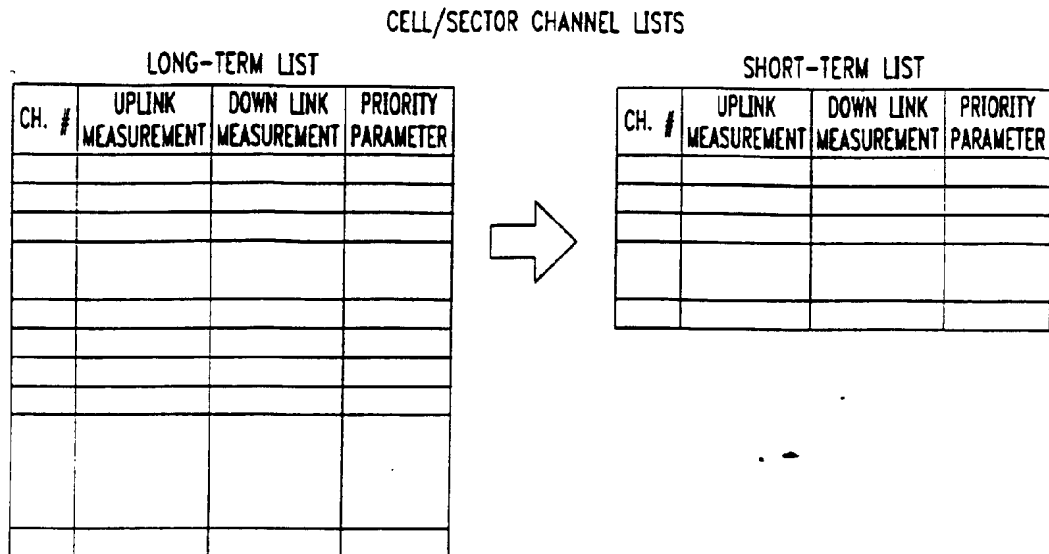 CELL/SECTOR CHANNEL LISTS
LONG-TERM LIST
CH. # UPLINK MEASUREMENT DOWN LINK MEASUREMENT PRIORITY PARAMETER
SHORT-TERM LIST
CH. # UPLINK MEASUREMENT DOWN LINK MEASUREMENT PRIORITY PARAMETER